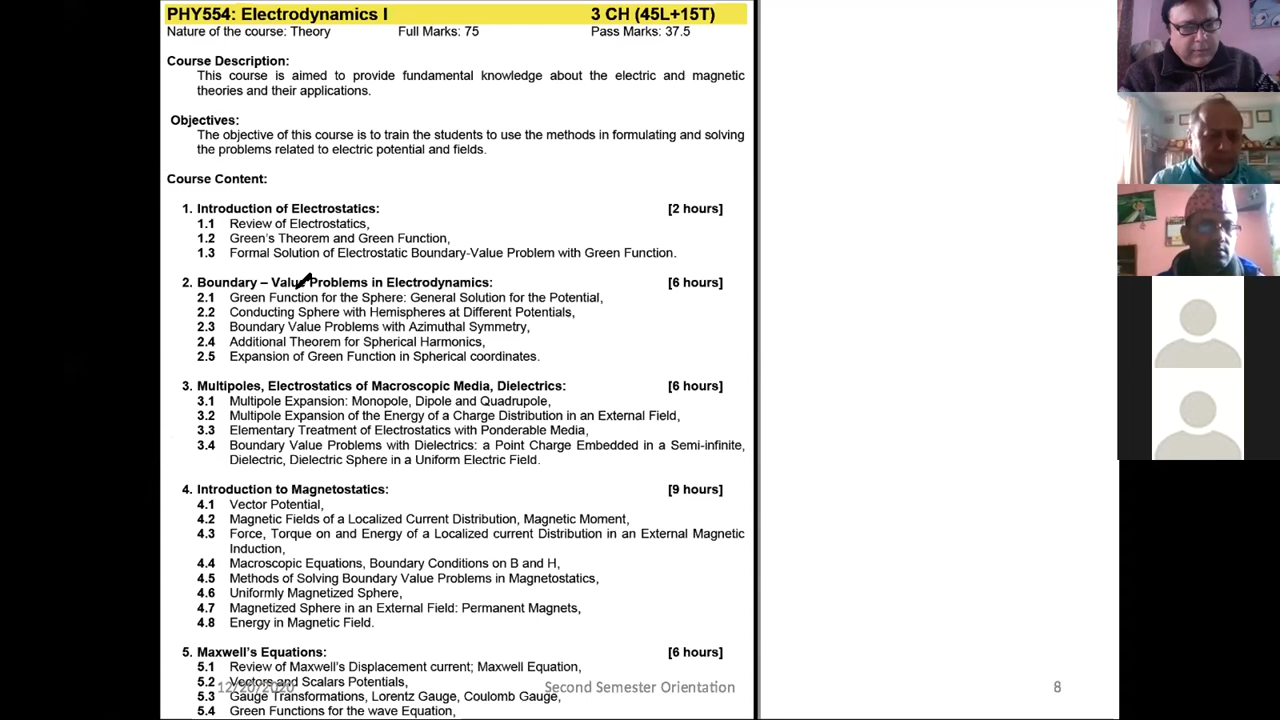 PHY554: Electrodynamics I 3 CH (45L+15T)
Nature of the course: Theory Full Marks: 75 Pass Marks: 37.5
Course Description:
This course is aimed to provide fundamental knowledge about the electric and magnetic
theories and their applications.
Objectives:
The objective of this course is to train the students to use the methods in formulating and solving
the problems related to electric potential and fields.
Course Content:
1. Introduction of Electrostatics: [2 hours]
1.1 Review of Electrostatics,
1.2 Green's Theorem and Green Function,
1.3 Formal Solution of Electrostatic Boundary-Value Problem with Green Function.
2. Boundary – Value Problems in Electrodynamics: [6 hours]
2.1 Green Function for the Sphere: General Solution for the Potential,
2.2 Conducting Sphere with Hemispheres at Different Potentials,
2.3 Boundary Value Problems with Azimuthal Symmetry,
2.4 Additional Theorem for Spherical Harmonics,
2.5 Expansion of Green Function in Spherical coordinates.
3. Multipoles, Electrostatics of Macroscopic Media, Dielectrics: [6 hours]
3.1 Multipole Expansion: Monopole, Dipole and Quadrupole,
3.2 Multipole Expansion of the Energy of a Charge Distribution in an External Field,
3.3 Elementary Treatment of Electrostatics with Ponderable Media,
3.4 Boundary Value Problems with Dielectrics: a Point Charge Embedded in a Semi-infinite,
Dielectric, Dielectric Sphere in a Uniform Electric Field.
4. Introduction to Magnetostatics: [9 hours]
4.1 Vector Potential,
4.2 Magnetic Fields of a Localized Current Distribution, Magnetic Moment,
4.3 Force, Torque on and Energy of a Localized current Distribution in an External Magnetic
Induction,
4.4 Macroscopic Equations, Boundary Conditions on B and H,
4.5 Methods of Solving Boundary Value Problems in Magnetostatics,
4.6 Uniformly Magnetized Sphere,
4.7 Magnetized Sphere in an External Field: Permanent Magnets,
4.8 Energy in Magnetic Field.
5. Maxwell's Equations: [6 hours]
5.1 Review of Maxwell's Displacement current; Maxwell Equation,
5.2 Vectors and Scalars Potentials,
12/20/2020 Second Semester Orientation 8
5.3 Gauge Transformations, Lorentz Gauge, Coulomb Gauge,
5.4 Green Functions for the wave Equation,